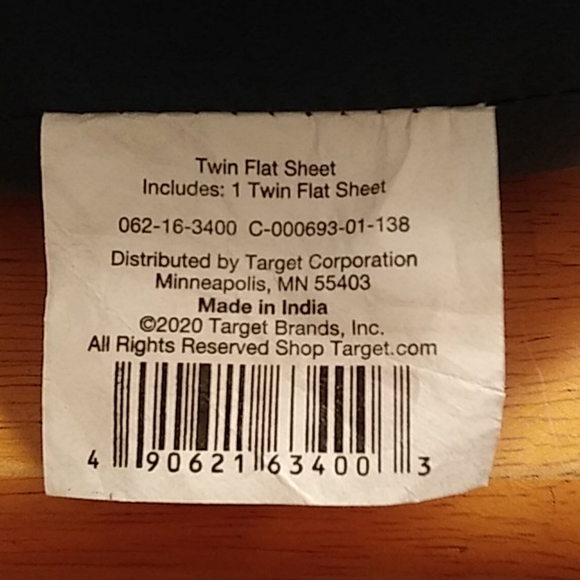 Twin Flat Sheet
Includes: 1 Twin Flat Sheet
062-16-3400 C-000693-01-138
Distributed by Target Corporation
Minneapolis, MN 55403
Made in India
©2020 Target Brands, Inc.
All Rights Reserved Shop Target.com
4 90621 63400 3